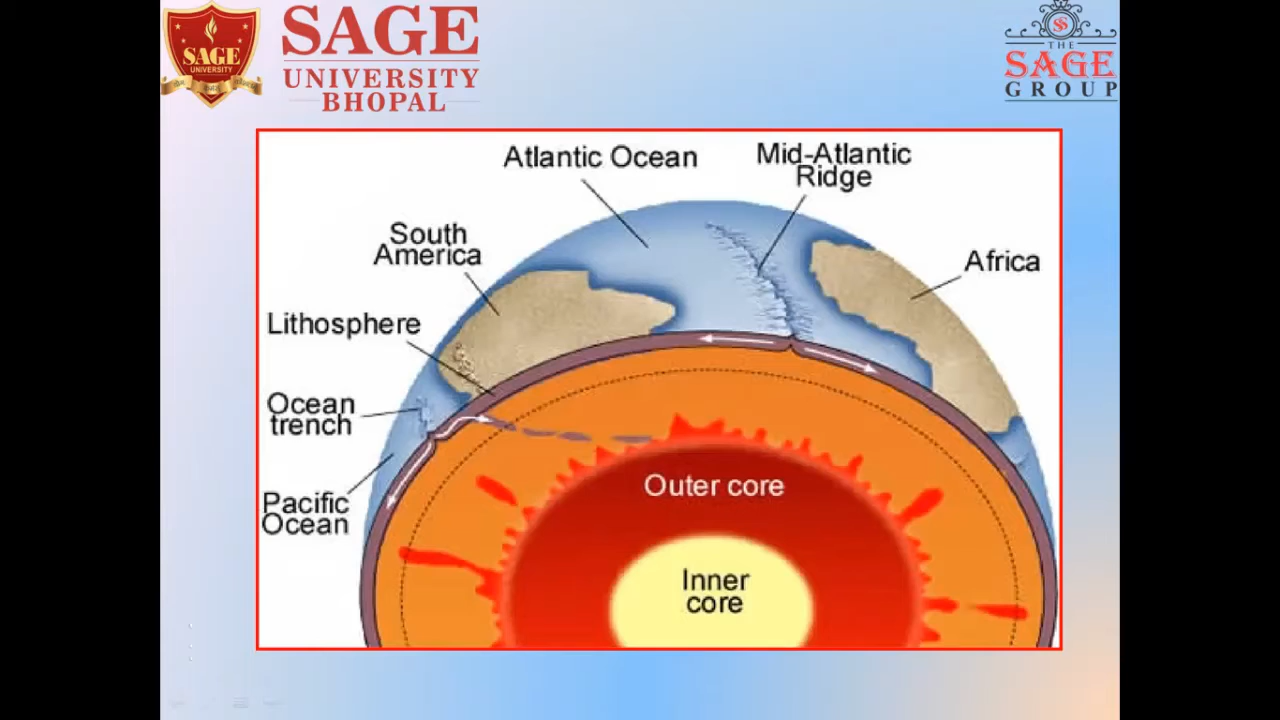 SAGE
UNIVERSITY
SAGE
UNIVERSITY
BHOPAL
THE
SAGE
GROUP
Atlantic Ocean
Mid-Atlantic
Ridge
South
America
Africa
Lithosphere
Ocean
trench
Pacific
Ocean
Outer core
Inner
core